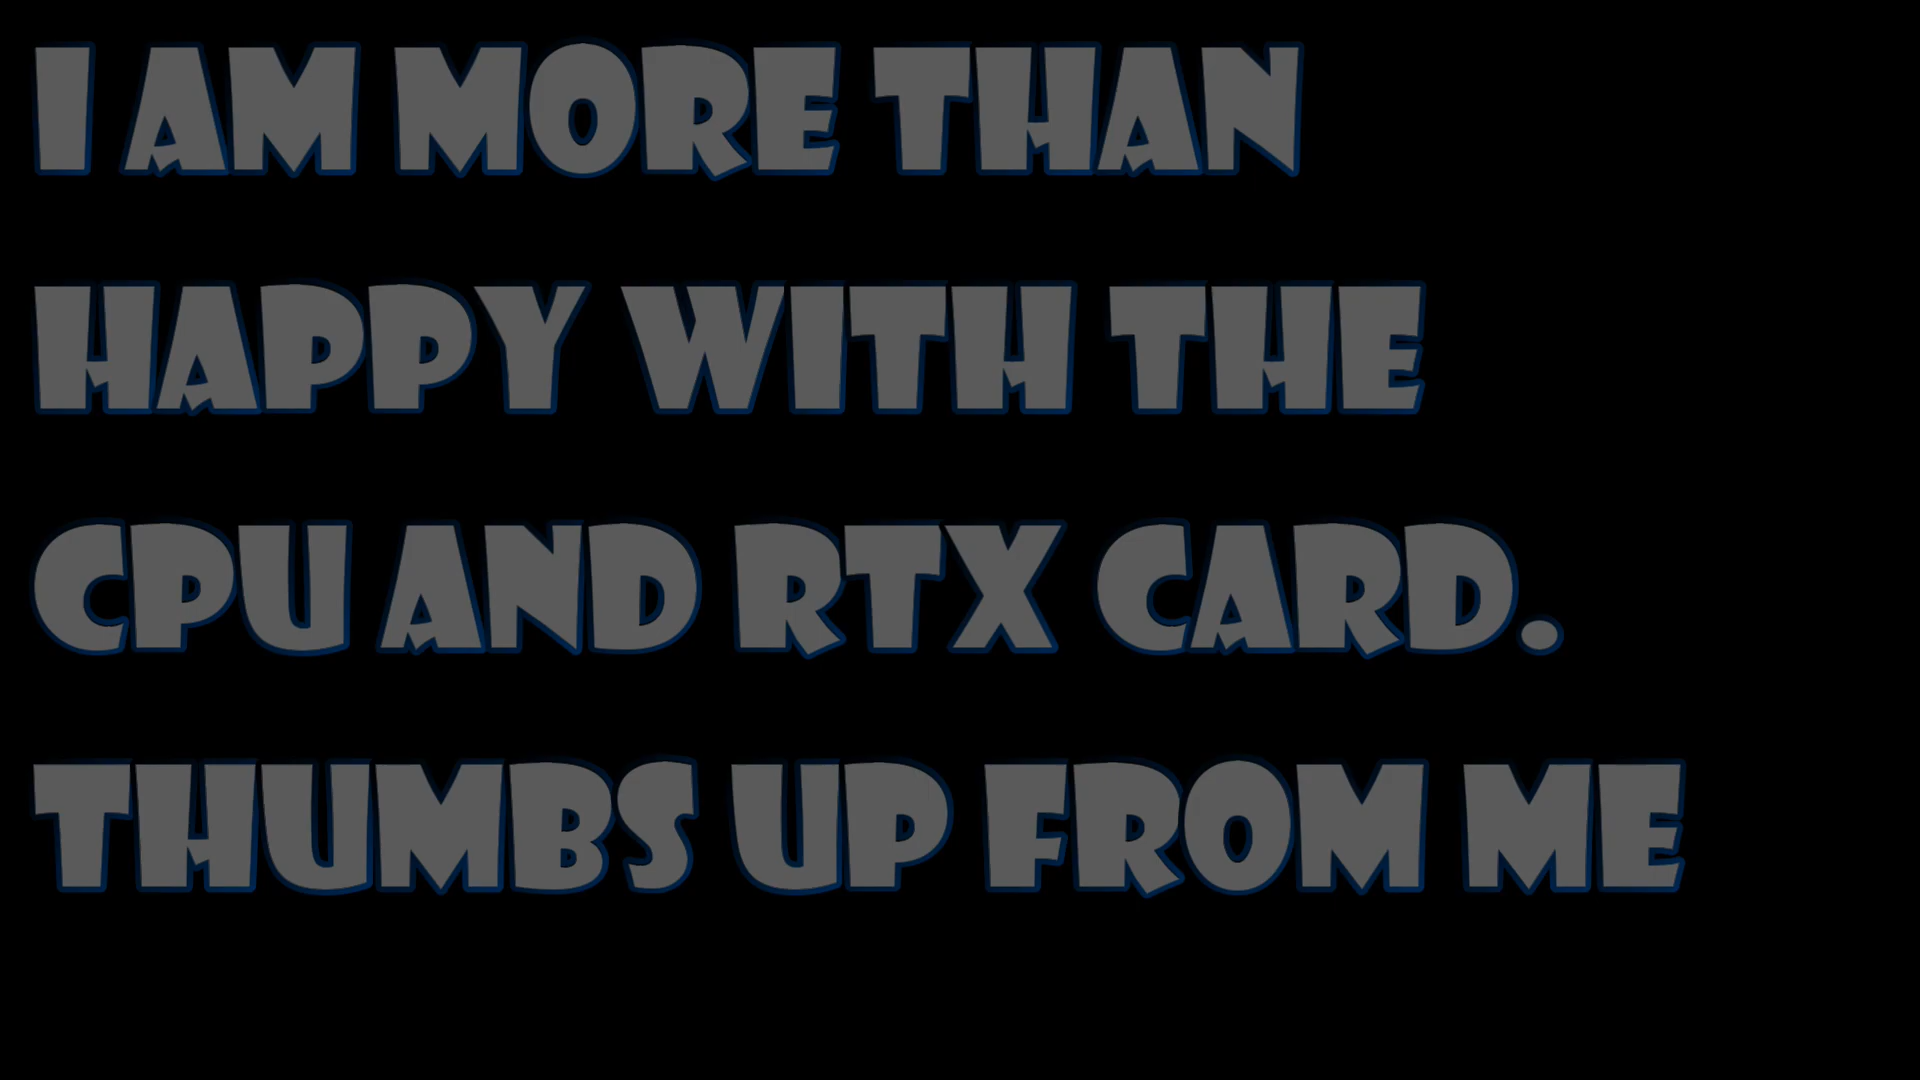 I AM MORE THAN
HAPPY WITH THE
CPU AND RTX CARD.
THUMBS UP FROM ME